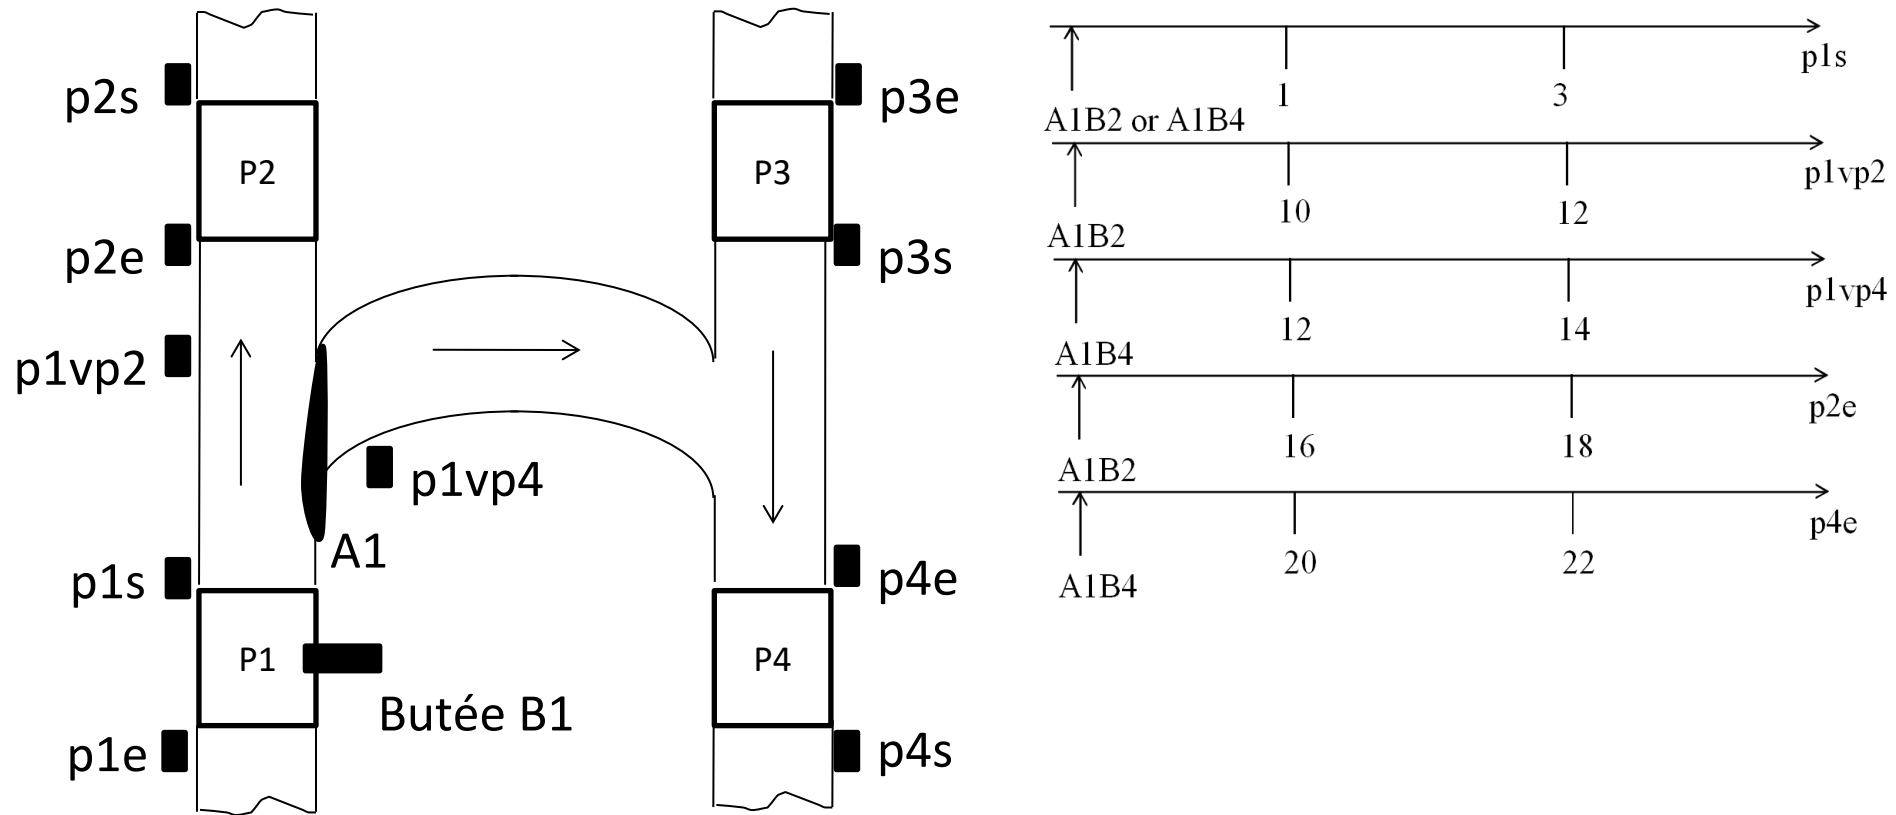 p2s
P2
p2e
p1vp2
p1vp4
A1
p1s
P1
Butée B1
p1e
p3e
P3
p3s
p4e
P4
p4s
p1s
1
3
A1B2 or A1B4
p1vp2
10
12
A1B2
p1vp4
12
14
A1B4
p2e
16
18
A1B2
p4e
20
22
A1B4